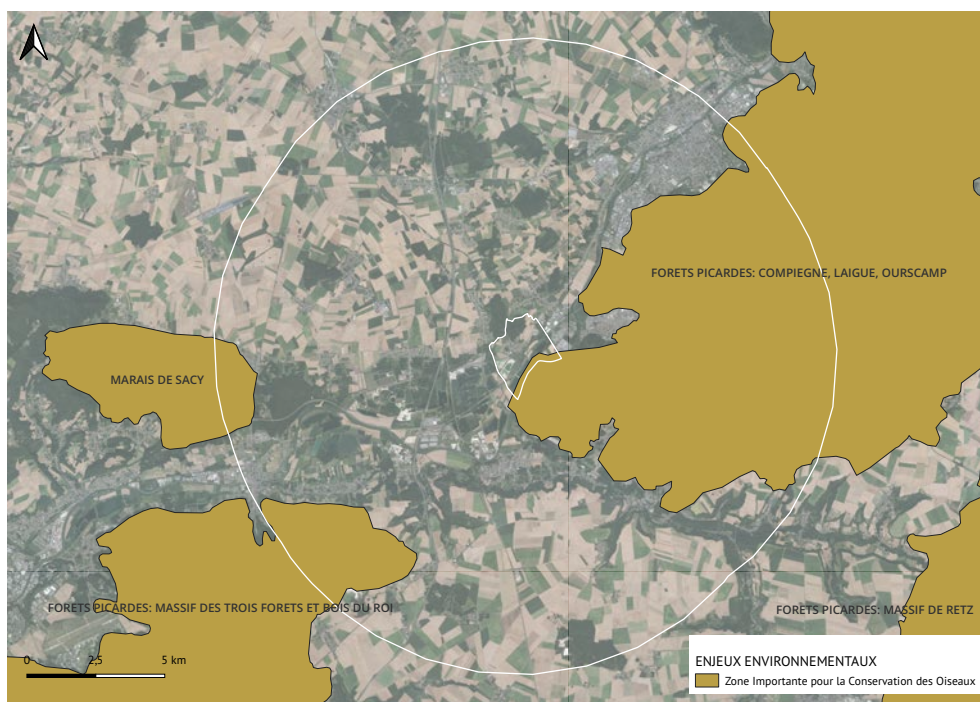 FORETS PICARDES: COMPIEGNE, LAIGUE, OURSCAMP
MARAIS DE SACY
FORETS PICARDES: MASSIF DES TROIS FORETS ET BOIS DU ROI
FORETS PICARDES: MASSIF DE RETZ
0 2,5 5 km
ENJEUX ENVIRONNEMENTAUX
Zone Importante pour la Conservation des Oiseaux